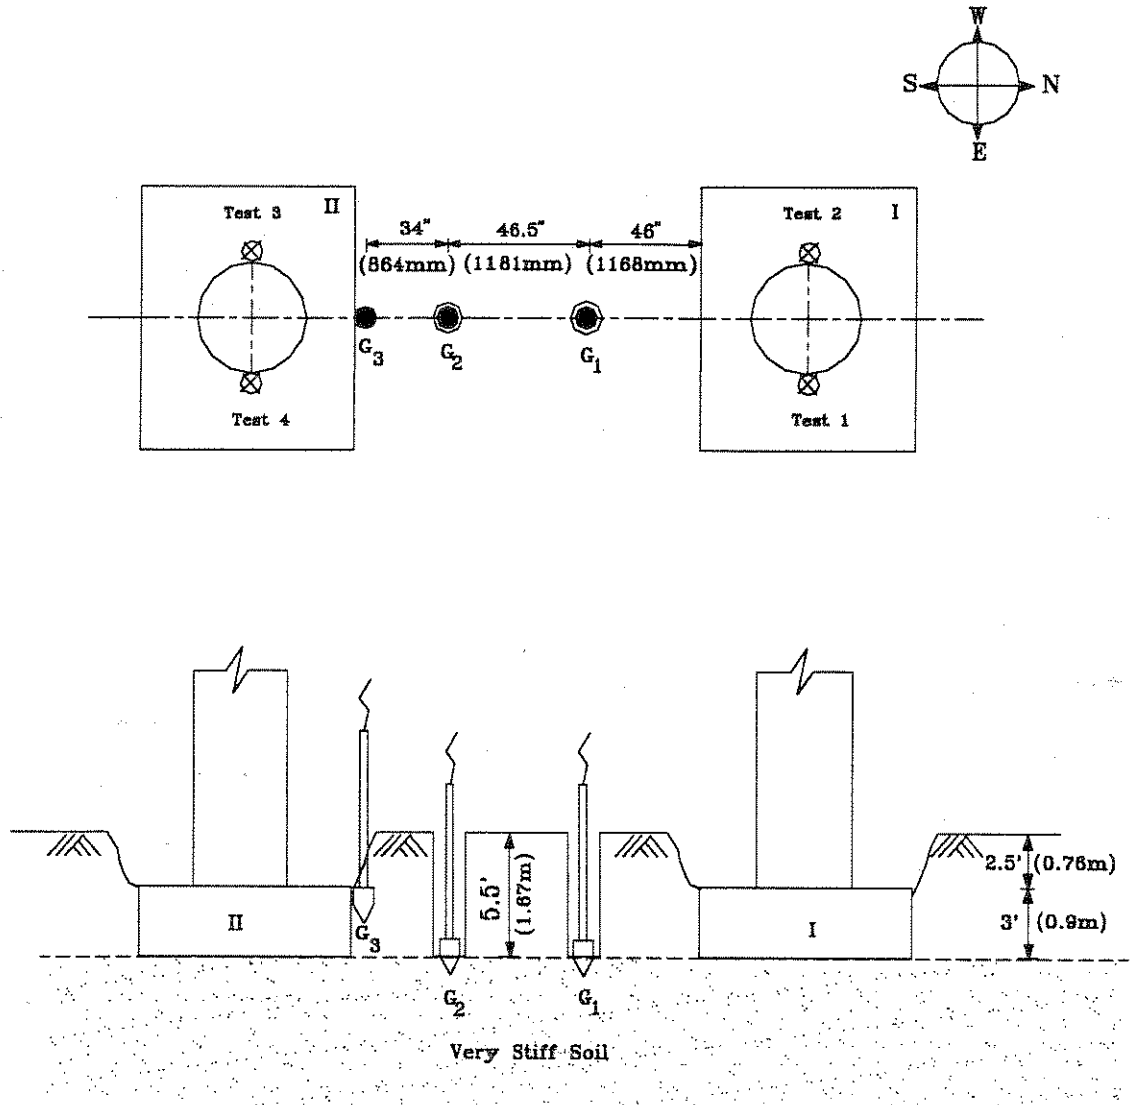 W
S N
E
Test 3 II
Test 2 I
34" 46.5" 46"
(864mm) (1181mm) (1168mm)
G3 G2 G1
Test 4
Test 1
5.5'
(1.67m)
2.5' (0.76m)
3' (0.9m)
II
I
G3
G2 G1
Very Stiff Soil